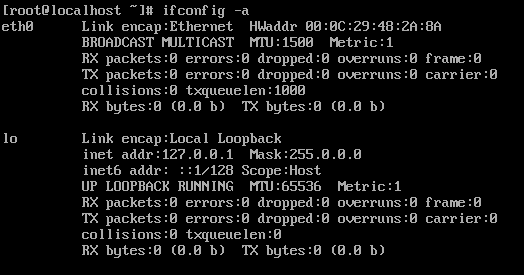 [root@localhost ~]# ifconfig -a
eth0      Link encap:Ethernet  HWaddr 00:0C:29:48:2A:8A
          BROADCAST MULTICAST  MTU:1500  Metric:1
          RX packets:0 errors:0 dropped:0 overruns:0 frame:0
          TX packets:0 errors:0 dropped:0 overruns:0 carrier:0
          collisions:0 txqueuelen:1000
          RX bytes:0 (0.0 b)  TX bytes:0 (0.0 b)
lo        Link encap:Local Loopback
          inet addr:127.0.0.1  Mask:255.0.0.0
          inet6 addr: ::1/128 Scope:Host
          UP LOOPBACK RUNNING  MTU:65536  Metric:1
          RX packets:0 errors:0 dropped:0 overruns:0 frame:0
          TX packets:0 errors:0 dropped:0 overruns:0 carrier:0
          collisions:0 txqueuelen:0
          RX bytes:0 (0.0 b)  TX bytes:0 (0.0 b)